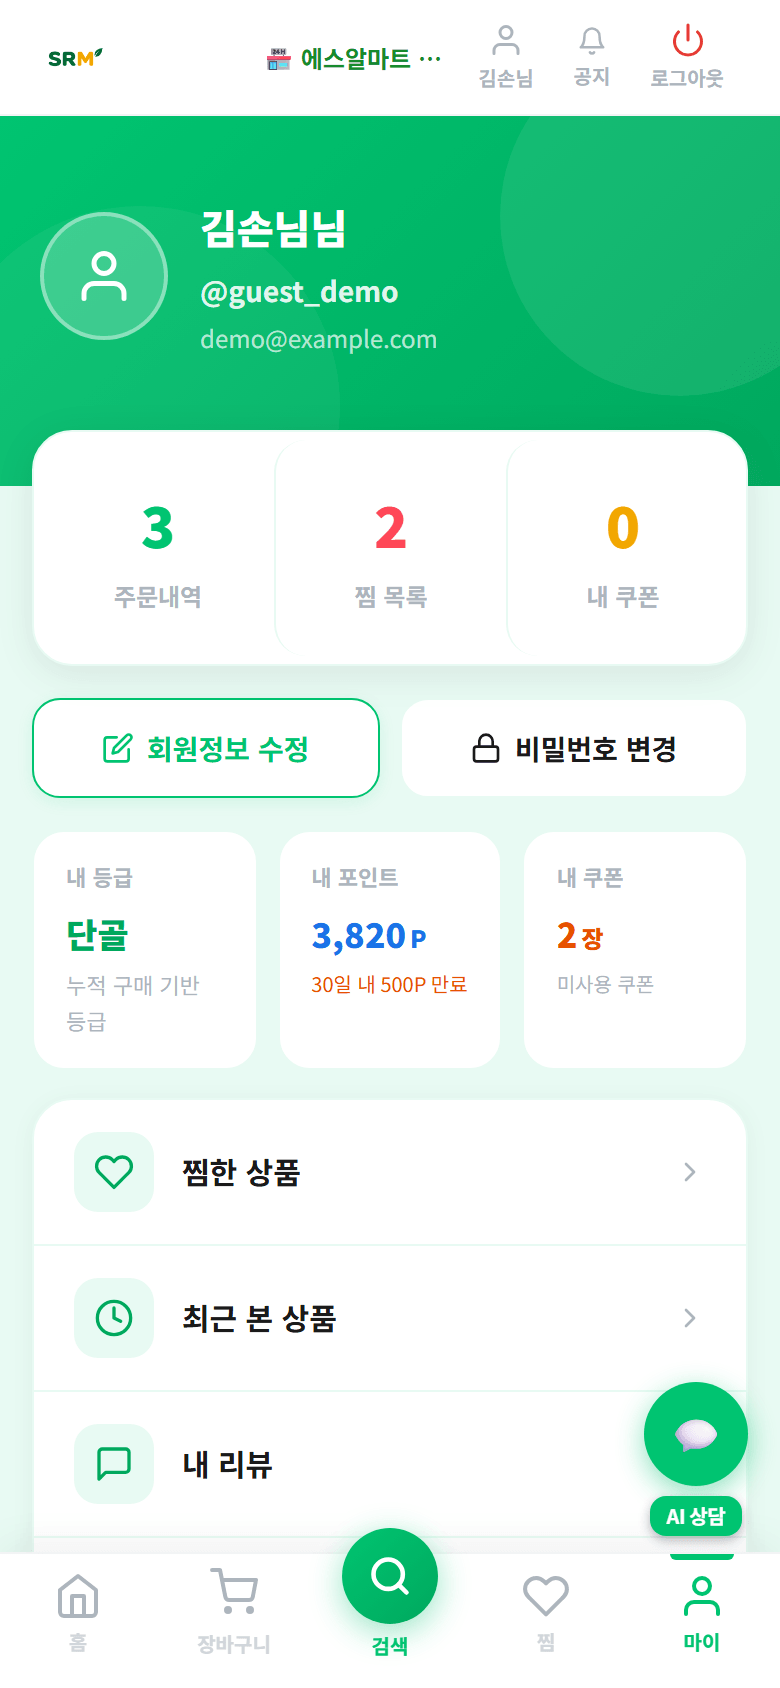 SRM
에스알마트 …
김손님
공지
로그아웃
김손님님
@guest_demo
demo@example.com
3
주문내역
2
찜 목록
0
내 쿠폰
회원정보 수정
비밀번호 변경
내 등급
단골
누적 구매 기반
등급
내 포인트
3,820 P
30일 내 500P 만료
내 쿠폰
2 장
미사용 쿠폰
찜한 상품
최근 본 상품
내 리뷰
AI 상담
홈
장바구니
검색
찜
마이